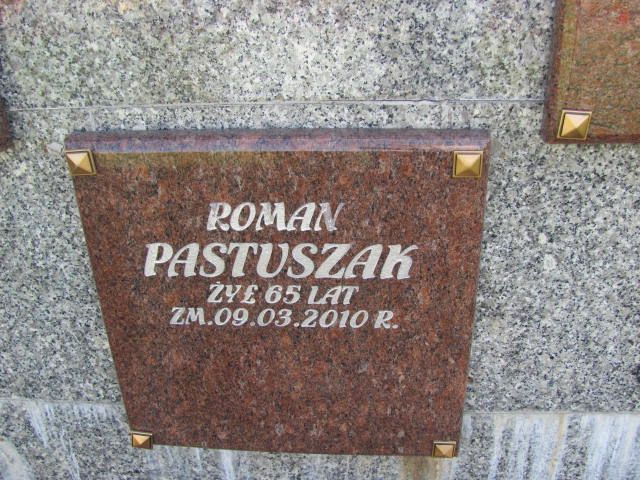 ROMAN
PASTUSZAK
ŻYŁ 65 LAT
ZM.09.03.2010 R.